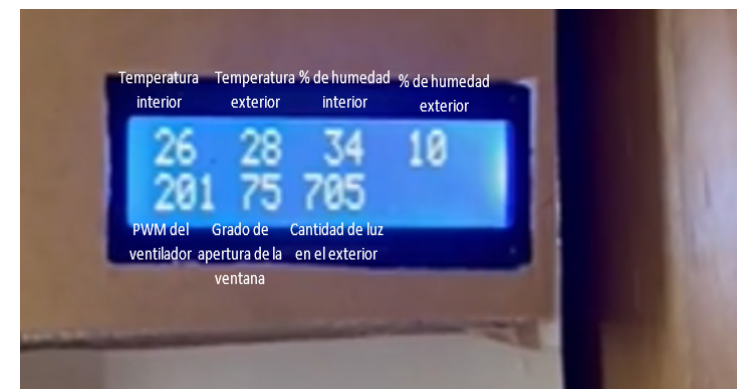 Temperatura Temperatura % de humedad % de humedad
interior exterior interior exterior
26 28 34 10
201 75 705
PWM del Grado de Cantidad de luz
ventilador apertura de la en el exterior
ventana